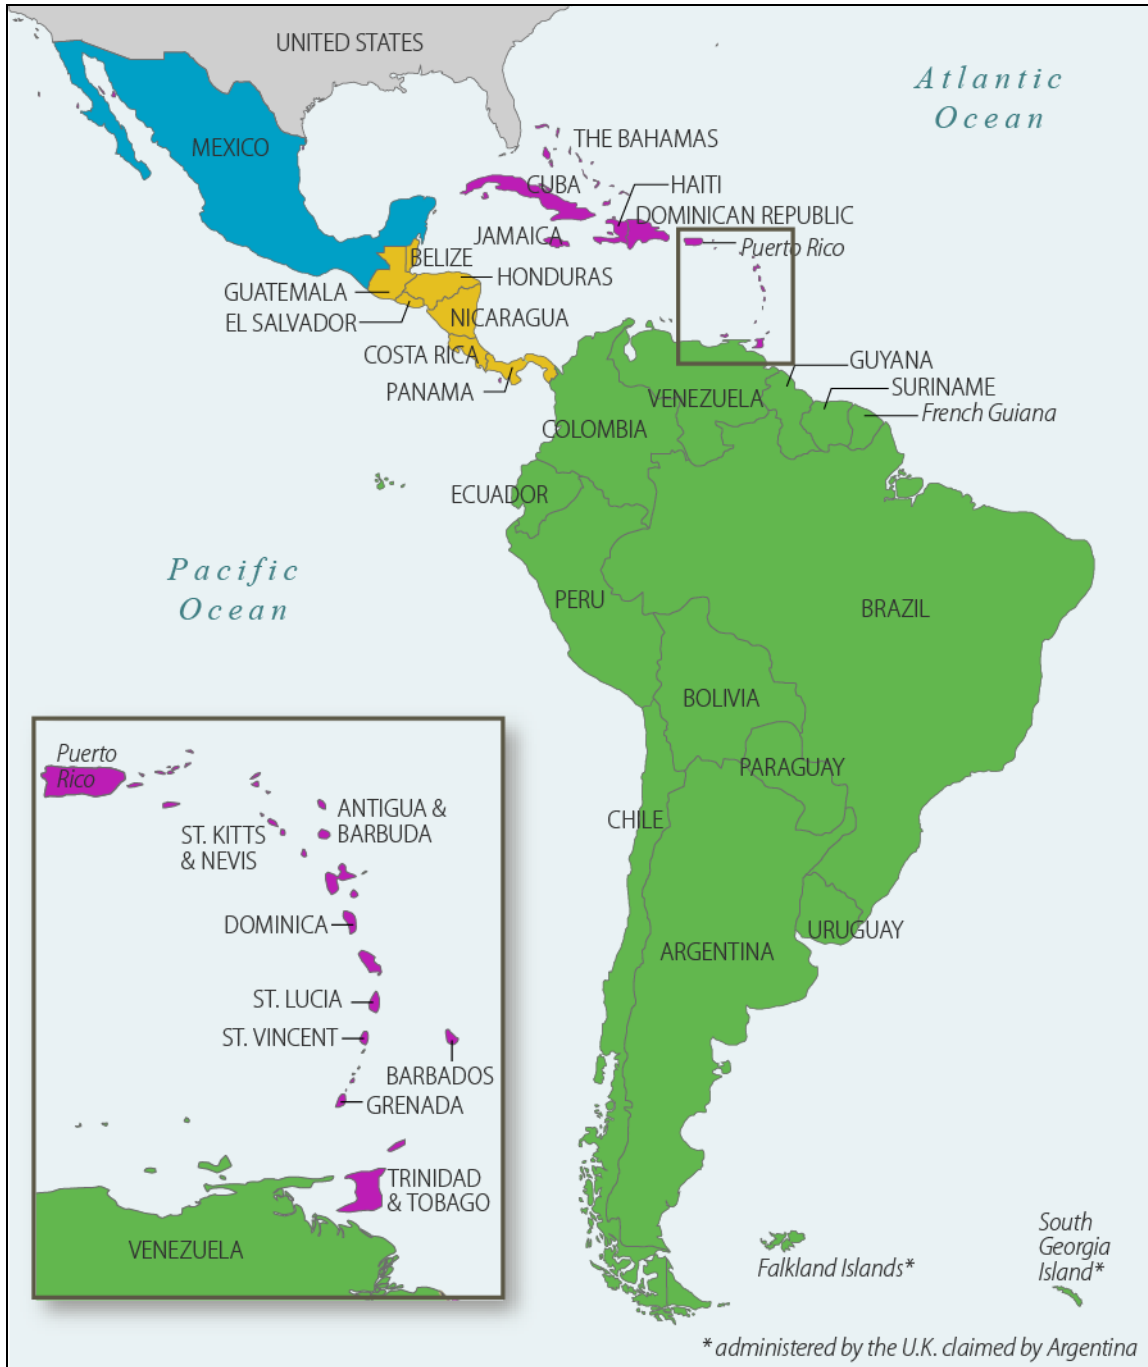 UNITED STATES
Atlantic
Ocean
MEXICO
THE BAHAMAS
CUBA
HAITI
DOMINICAN REPUBLIC
JAMAICA
Puerto Rico
BELIZE
HONDURAS
GUATEMALA
EL SALVADOR
NICARAGUA
COSTA RICA
PANAMA
GUYANA
SURINAME
VENEZUELA
French Guiana
COLOMBIA
ECUADOR
Pacific
Ocean
PERU
BRAZIL
BOLIVIA
PARAGUAY
CHILE
URUGUAY
ARGENTINA
Puerto
Rico
ANTIGUA &
BARBUDA
ST. KITTS
& NEVIS
DOMINICA
ST. LUCIA
ST. VINCENT
BARBADOS
GRENADA
TRINIDAD
& TOBAGO
VENEZUELA
Falkland Islands*
South
Georgia
Island*
* administered by the U.K. claimed by Argentina